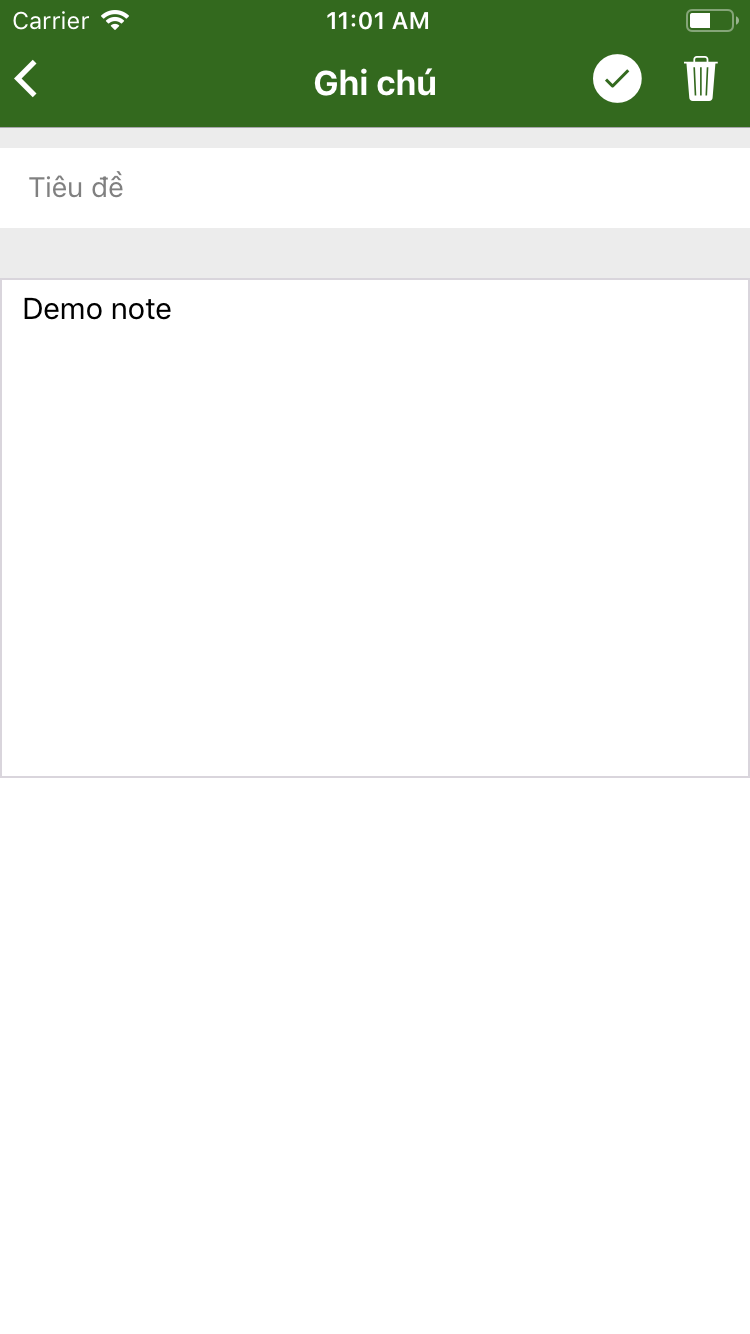 Carrier 11:01 AM
Ghi chú
Tiêu đề
Demo note